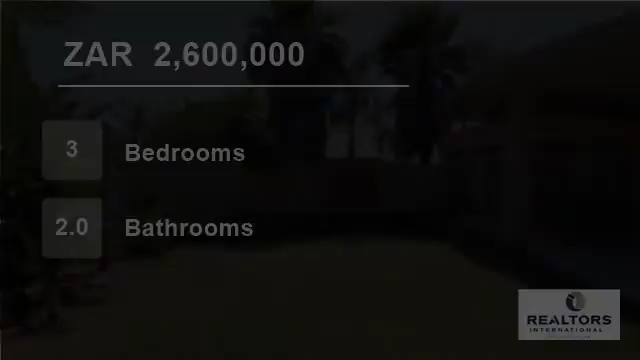 ZAR 2,600,000
3 Bedrooms
2.0 Bathrooms
REALTORS
INTERNATIONAL